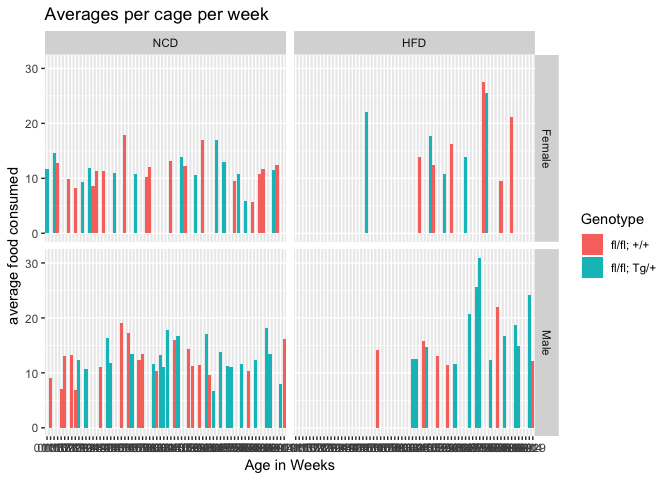 Averages per cage per week
NCD
HFD
30
20
10
0
Female
30
20
10
0
Male
average food consumed
Age in Weeks
Genotype
fl/fl; +/+
fl/fl; Tg/+